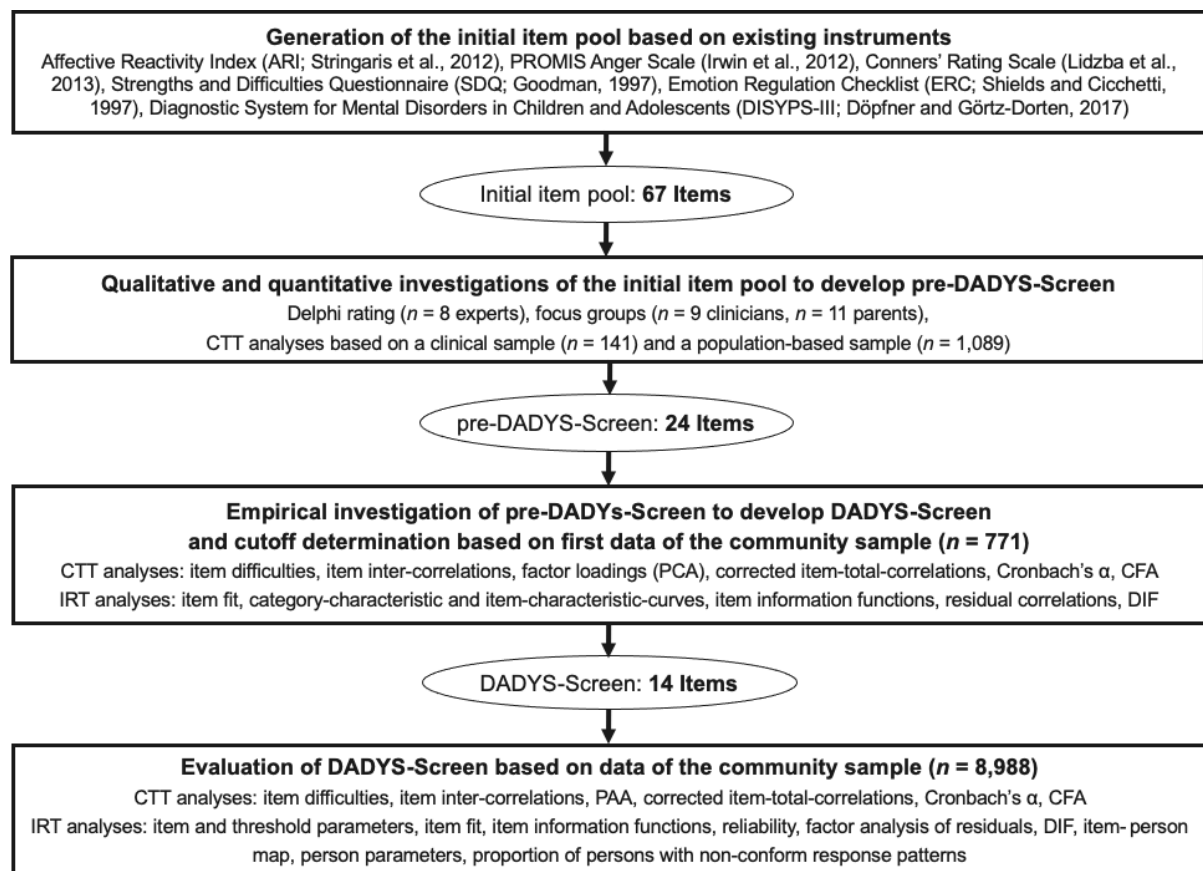 Generation of the initial item pool based on existing instruments
Affective Reactivity Index (ARI; Stringaris et al., 2012), PROMIS Anger Scale (Irwin et al., 2012), Conners' Rating Scale (Lidzba et al.,
2013), Strengths and Difficulties Questionnaire (SDQ; Goodman, 1997), Emotion Regulation Checklist (ERC; Shields and Cicchetti,
1997), Diagnostic System for Mental Disorders in Children and Adolescents (DISYPS-III; Döpfner and Görtz-Dorten, 2017)
Initial item pool: 67 Items
Qualitative and quantitative investigations of the initial item pool to develop pre-DADYS-Screen
Delphi rating (n = 8 experts), focus groups (n = 9 clinicians, n = 11 parents),
CTT analyses based on a clinical sample (n = 141) and a population-based sample (n = 1,089)
pre-DADYS-Screen: 24 Items
Empirical investigation of pre-DADYs-Screen to develop DADYS-Screen
and cutoff determination based on first data of the community sample (n = 771)
CTT analyses: item difficulties, item inter-correlations, factor loadings (PCA), corrected item-total-correlations, Cronbach's α, CFA
IRT analyses: item fit, category-characteristic and item-characteristic-curves, item information functions, residual correlations, DIF
DADYS-Screen: 14 Items
Evaluation of DADYS-Screen based on data of the community sample (n = 8,988)
CTT analyses: item difficulties, item inter-correlations, PAA, corrected item-total-correlations, Cronbach's α, CFA
IRT analyses: item and threshold parameters, item fit, item information functions, reliability, factor analysis of residuals, DIF, item- person
map, person parameters, proportion of persons with non-conform response patterns